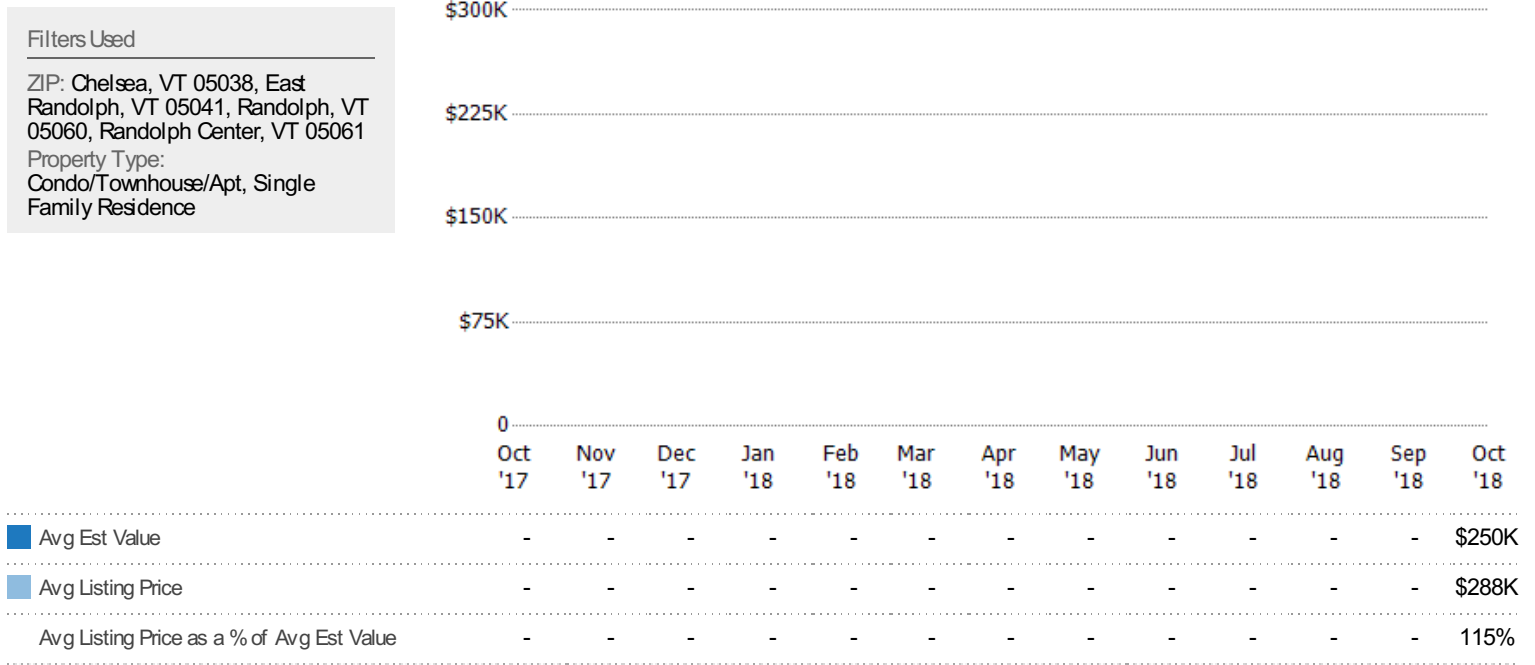 Filters Used
ZIP: Chelsea, VT 05038, East
Randolph, VT 05041, Randolph, VT
05060, Randolph Center, VT 05061
Property Type:
Condo/Townhouse/Apt, Single
Family Residence
$300K
$225K
$150K
$75K
0
Oct Nov Dec Jan Feb Mar Apr May Jun Jul Aug Sep Oct
'17 '17 '17 '18 '18 '18 '18 '18 '18 '18 '18 '18 '18
Avg Est Value - - - - - - - - - - - - $250K
Avg Listing Price - - - - - - - - - - - - $288K
Avg Listing Price as a % of Avg Est Value - - - - - - - - - - - - 115%